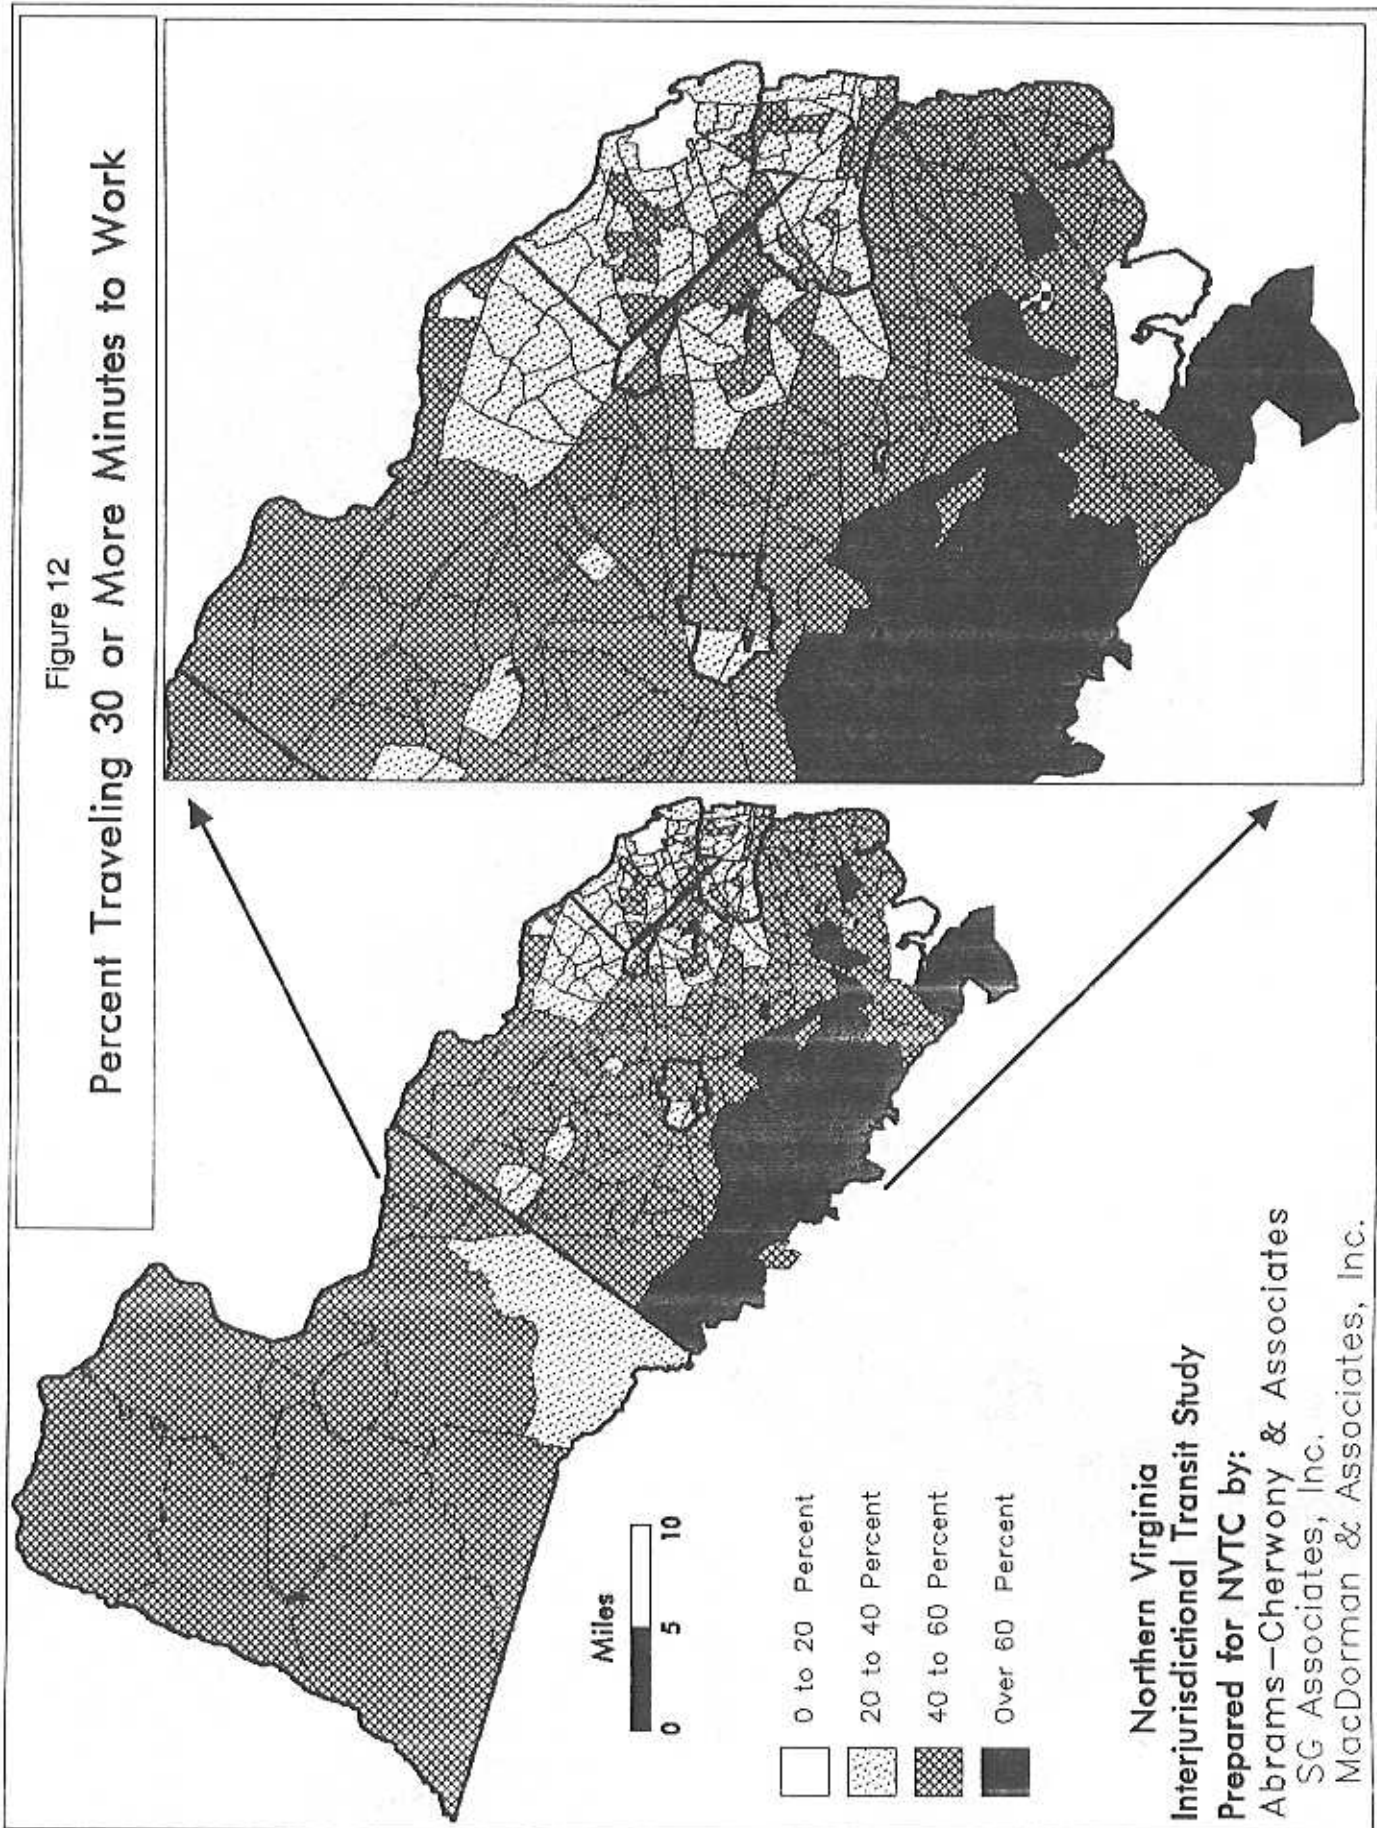 Figure 12
Percent Traveling 30 or More Minutes to Work
Miles
0 5 10
0 to 20 Percent
20 to 40 Percent
40 to 60 Percent
Over 60 Percent
Northern Virginia
Interjurisdictional Transit Study
Prepared for NVTC by:
Abrams-Cherwony & Associates
SG Associates, Inc.
MacDorman & Associates, Inc.